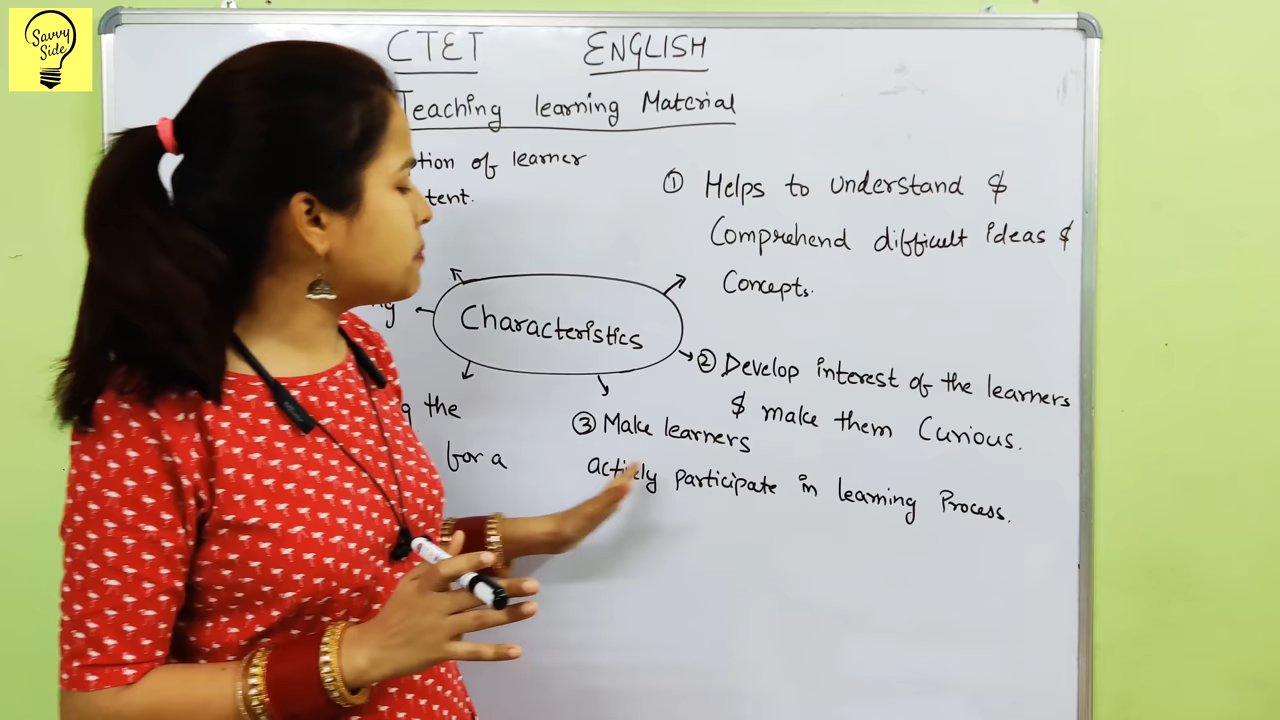 Savvy
Side
CTET ENGLISH
Teaching learning Material
tion of learner
tent.
① Helps to understand &
Comprehend difficult ideas &
Concepts.
Characteristics
② Develop interest of the learners
& make them Curious.
the
for a
③ Make learners
actively participate in learning Process.